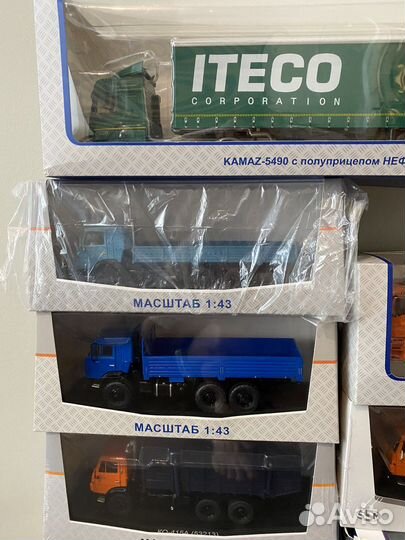 ITECO
CORPORATION
KAMAZ-5490 с полуприцепом НЕФ
МАСШТАБ 1:43
МАСШТАБ 1:43
КО-415А (53213)
Avito